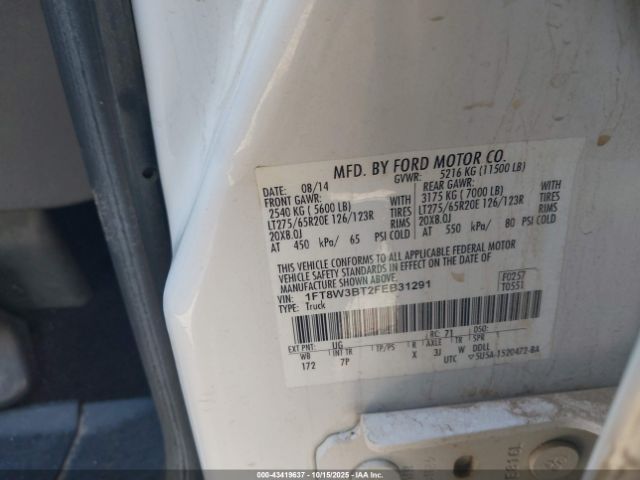 MFD. BY FORD MOTOR CO.
DATE: 08/14 GVWR: 5216 KG (11500 LB)
FRONT GAWR: REAR GAWR:
2540 KG ( 5600 LB) WITH 3175 KG ( 7000 LB) WITH
LT275/65R20E 126/123R TIRES LT275/65R20E 126/123R TIRES
20X8.0J RIMS 20X8.0J RIMS
AT 450 kPa/ 65 PSI COLD AT 550 kPa/ 80 PSI COLD
THIS VEHICLE CONFORMS TO ALL APPLICABLE FEDERAL MOTOR
VEHICLE SAFETY STANDARDS IN EFFECT ON THE DATE OF
MANUFACTURE SHOWN ABOVE.
VIN: 1FT8W3BT2FEB31291 F0257
TYPE: Truck T0551
EXT PNT: UG RC: 71 DSO:
WB INT TR TP/PS R AXLE TR SPR
172 7P X 3J W DDLL
UTC 5U5A-1520472-BA
000-43419637 - 10/15/2025 - IAAI.COM